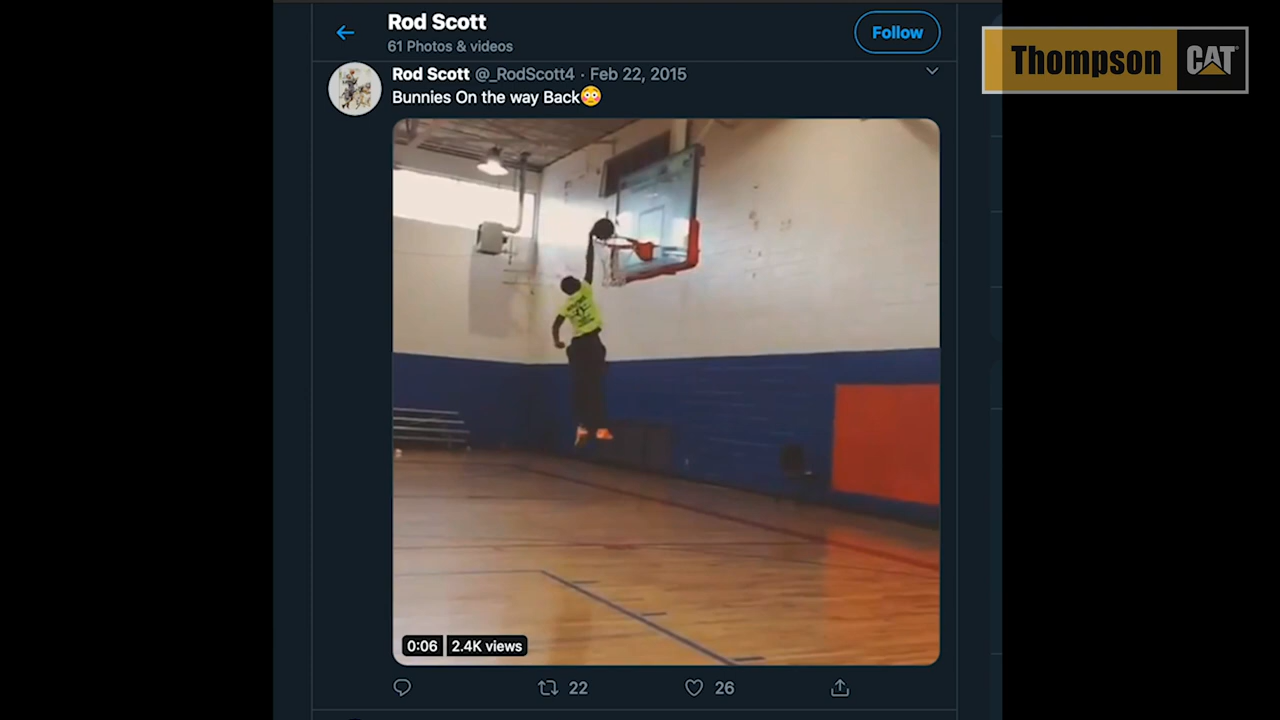 Rod Scott
61 Photos & videos
Follow
Thompson CAT
Rod Scott @_RodScott4 · Feb 22, 2015
Bunnies On the way Back😳
0:06 2.4K views
22 26